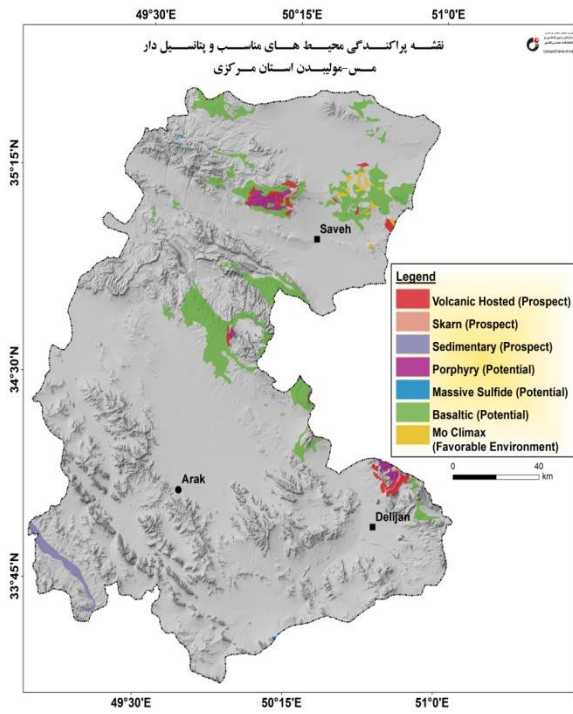 49°30'E 50°15'E 51°0'E
نقشه پراکندگی محیط های مناسب و پتانسیل دار
مس-مولیبدن استان مرکزی
35°15'N
Saveh
Legend
Volcanic Hosted (Prospect)
Skarn (Prospect)
Sedimentary (Prospect)
Porphyry (Potential)
Massive Sulfide (Potential)
Basaltic (Potential)
Mo Climax
(Favorable Environment)
34°30'N
0 20 40
km
Arak
Delijan
33°45'N
49°30'E 50°15'E 51°0'E